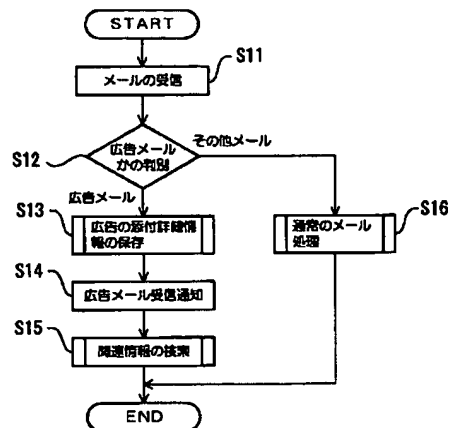 START
S11
メールの受信
S12
広告メール
かの判別
その他メール
広告メール
S13
広告の添付詳細情
報の保存
S16
通常のメール
処理
S14
広告メール受信通知
S15
関連情報の検索
END